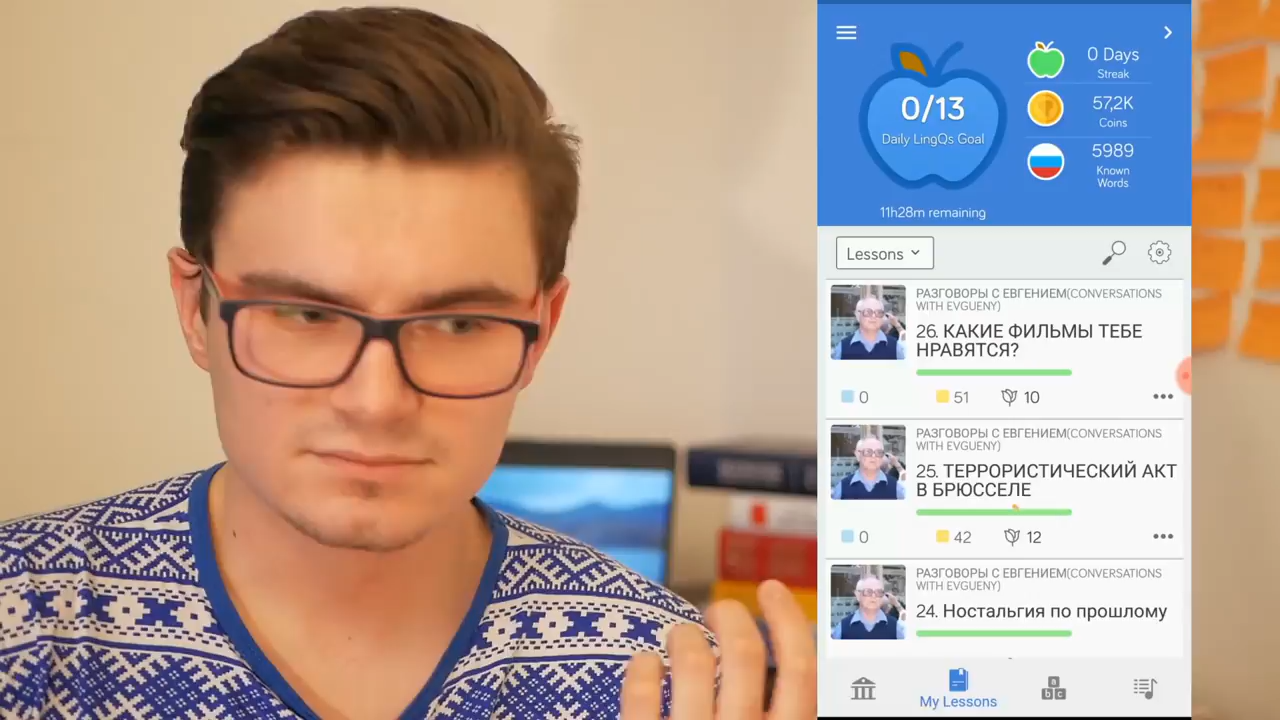 0/13
Daily LingQs Goal
11h28m remaining
0 Days
Streak
57,2K
Coins
5989
Known
Words
Lessons
РАЗГОВОРЫ С ЕВГЕНИЕМ(CONVERSATIONS
WITH EVGUENY)
26. КАКИЕ ФИЛЬМЫ ТЕБЕ
НРАВЯТСЯ?
0 51 10
РАЗГОВОРЫ С ЕВГЕНИЕМ(CONVERSATIONS
WITH EVGUENY)
25. ТЕРРОРИСТИЧЕСКИЙ АКТ
В БРЮССЕЛЕ
0 42 12
РАЗГОВОРЫ С ЕВГЕНИЕМ(CONVERSATIONS
WITH EVGUENY)
24. Ностальгия по прошлому
a
b c
My Lessons